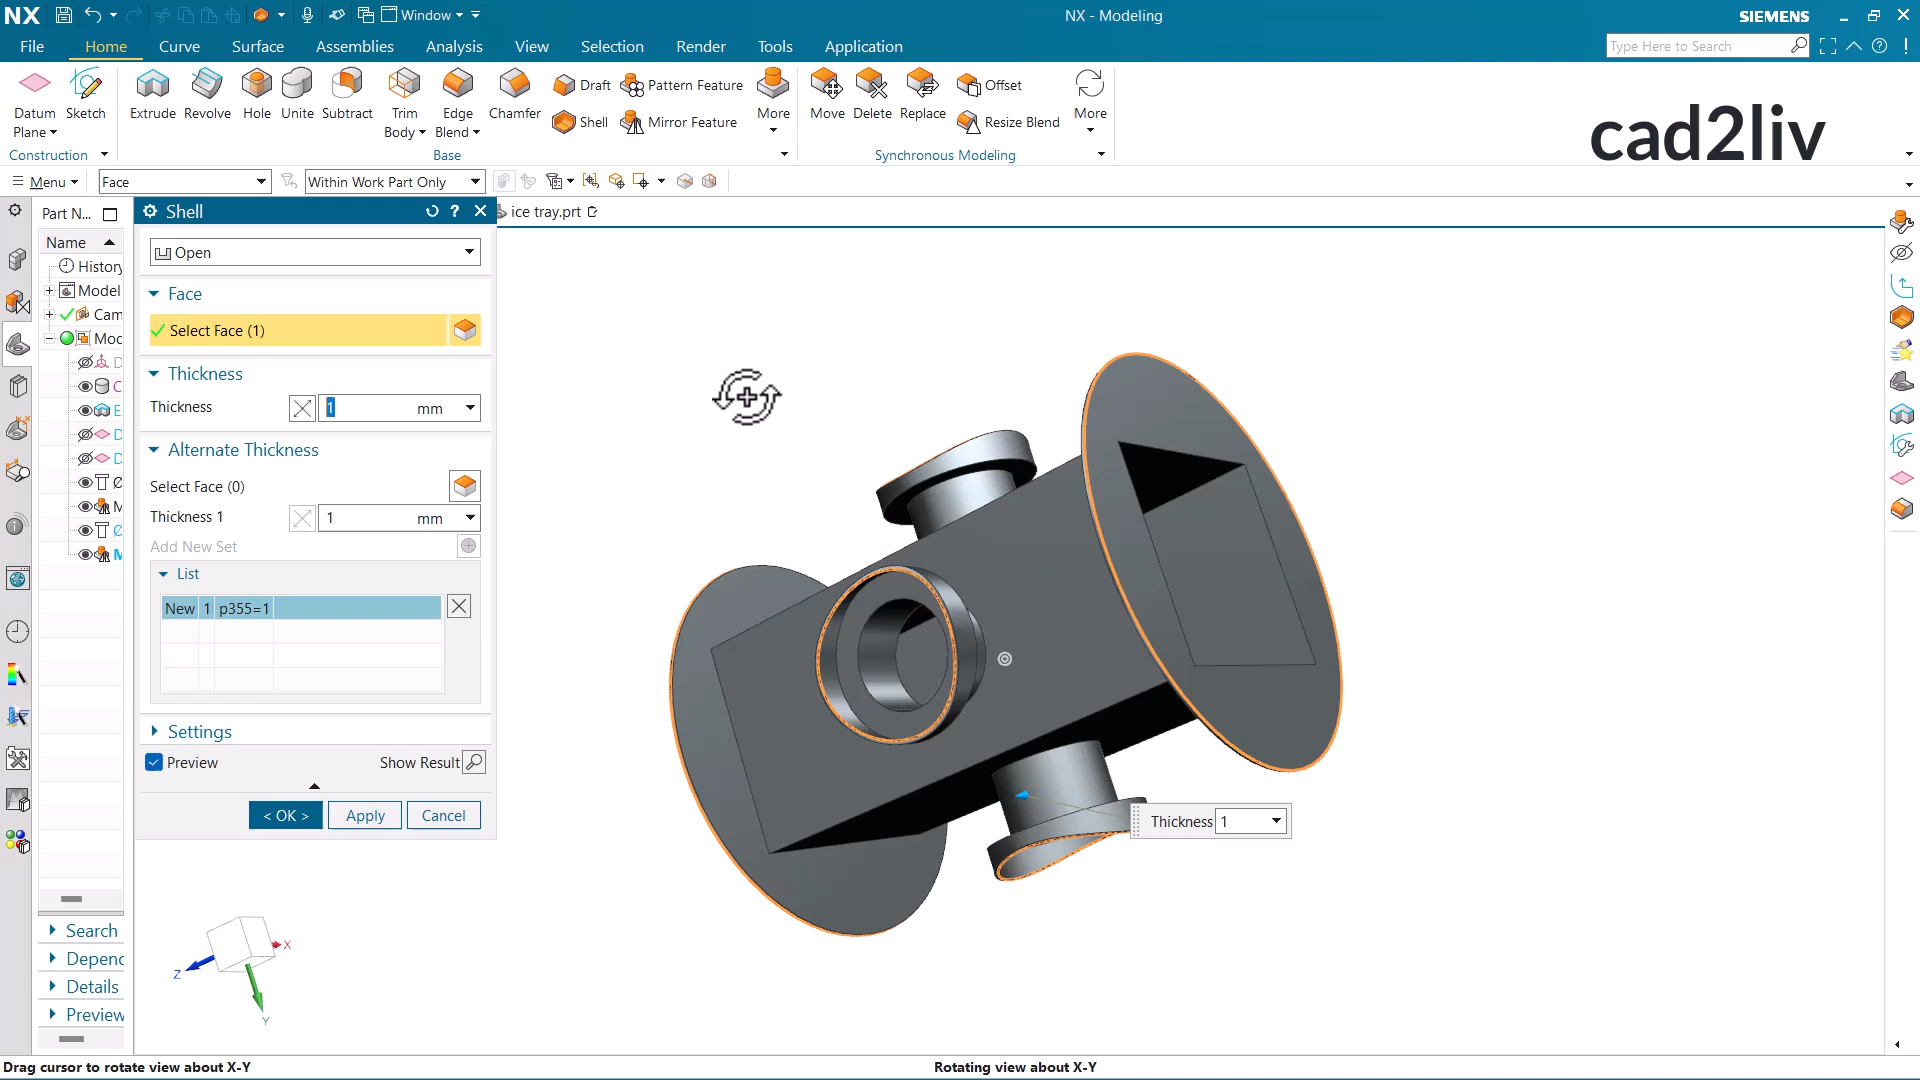 NX
Window
NX - Modeling
SIEMENS
File
Home
Curve
Surface
Assemblies
Analysis
View
Selection
Render
Tools
Application
Type Here to Search
Datum
Plane
Sketch
Extrude
Revolve
Hole
Unite
Subtract
Trim
Body
Edge
Blend
Chamfer
Draft
Shell
Pattern Feature
Mirror Feature
More
Move
Delete
Replace
Offset
Resize Blend
More
Construction
Base
Synchronous Modeling
cad2liv
Menu
Face
Within Work Part Only
Part N...
Shell
ice tray.prt
Name
History
Model
Cam
Moc
D
C
E
D
D
Ø
M
Ø
M
Open
Face
Select Face (1)
Thickness
Thickness
1 mm
Alternate Thickness
Select Face (0)
Thickness 1
1 mm
Add New Set
List
New 1 p355=1
Settings
Preview
Show Result
< OK >
Apply
Cancel
Thickness 1
X
Z
Y
Search
Depend
Details
Preview
Drag cursor to rotate view about X-Y
Rotating view about X-Y